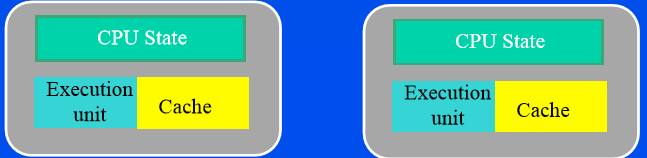 CPU State
Execution
unit
Cache
CPU State
Execution
unit
Cache